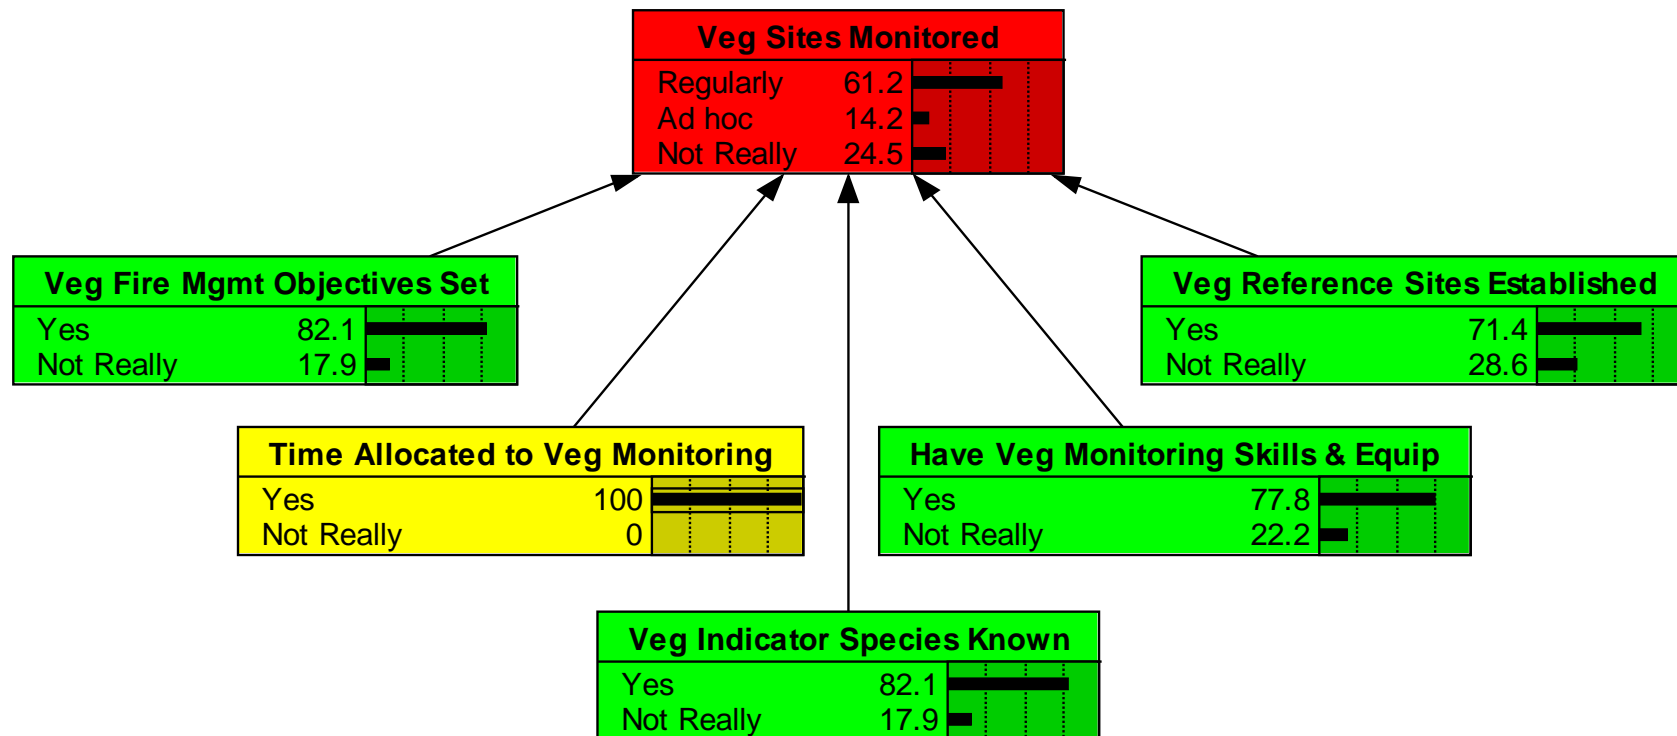 Veg Sites Monitored
Regularly 61.2
Ad hoc 14.2
Not Really 24.5
Veg Fire Mgmt Objectives Set
Yes 82.1
Not Really 17.9
Veg Reference Sites Established
Yes 71.4
Not Really 28.6
Time Allocated to Veg Monitoring
Yes 100
Not Really 0
Have Veg Monitoring Skills & Equip
Yes 77.8
Not Really 22.2
Veg Indicator Species Known
Yes 82.1
Not Really 17.9